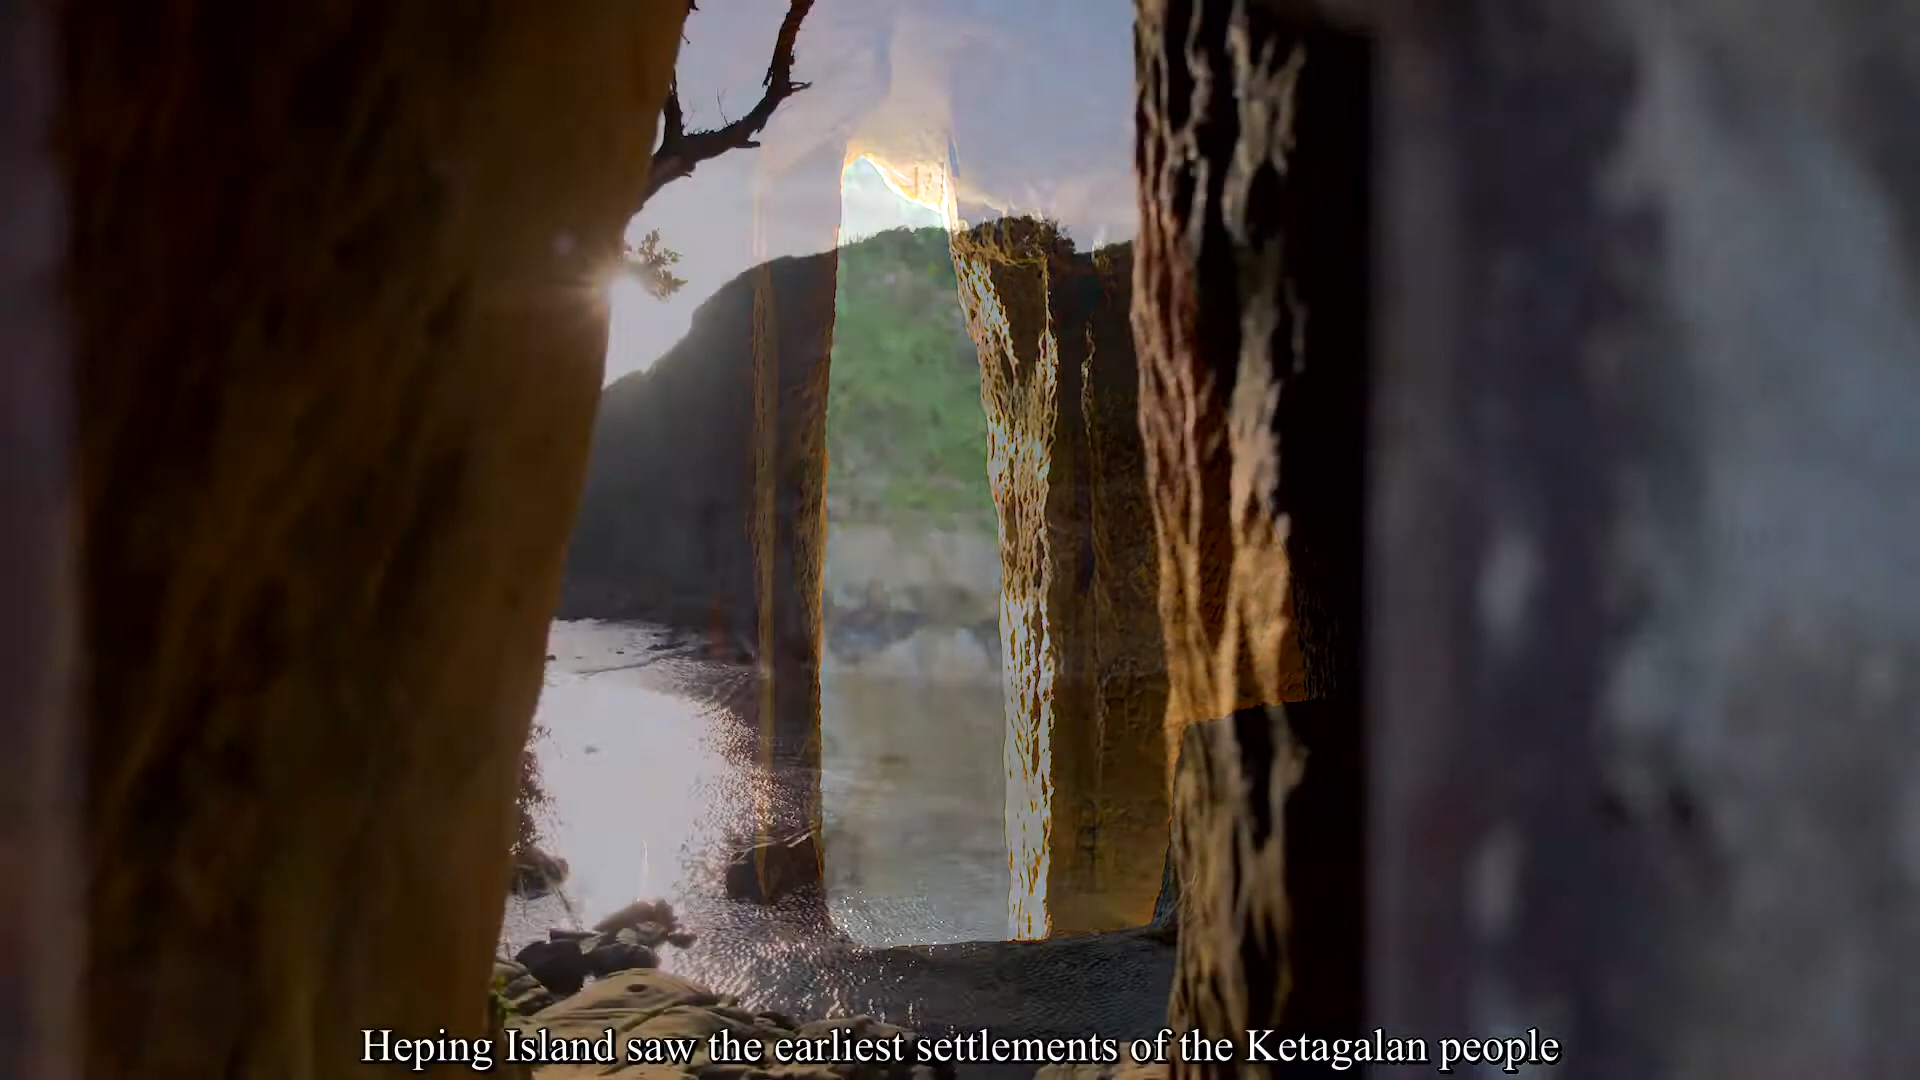 Heping Island saw the earliest settlements of the Ketagalan people